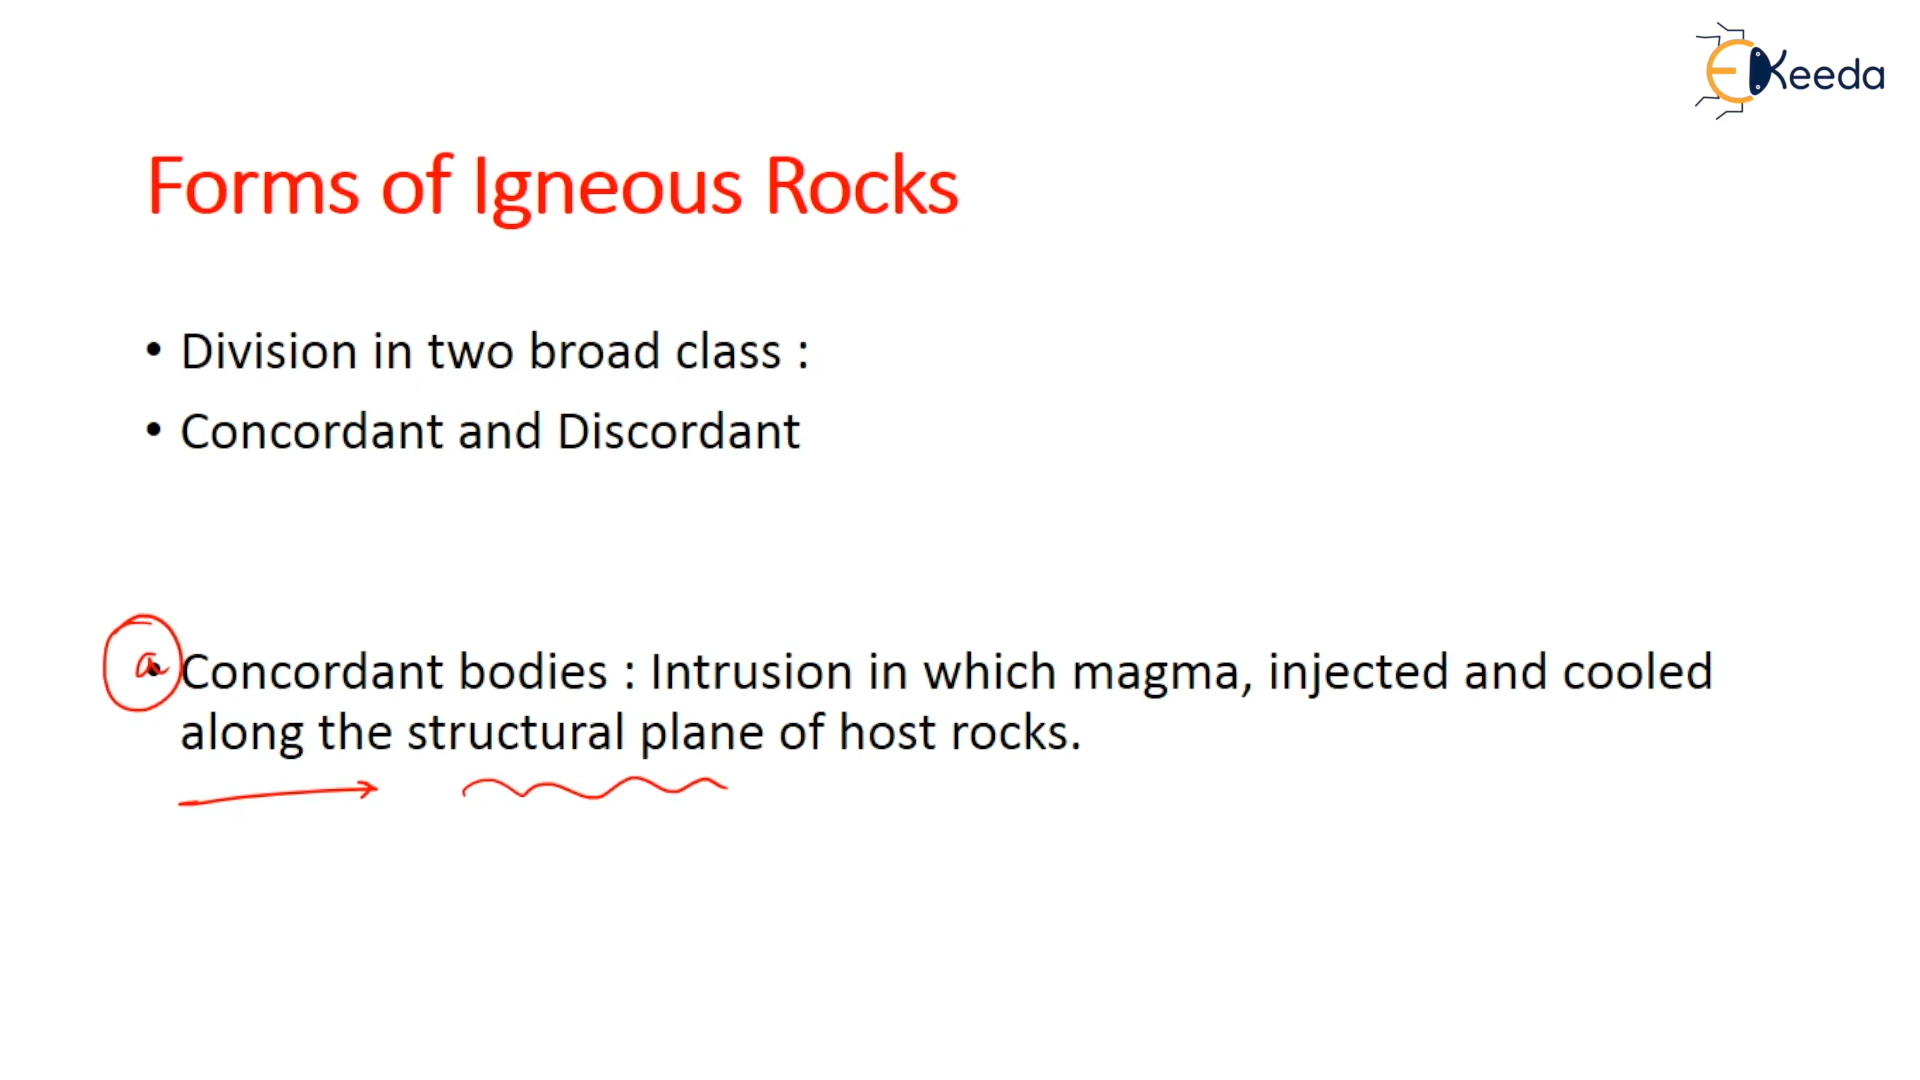 EKeeda
Forms of Igneous Rocks
• Division in two broad class :
• Concordant and Discordant
a
• Concordant bodies : Intrusion in which magma, injected and cooled
along the structural plane of host rocks.